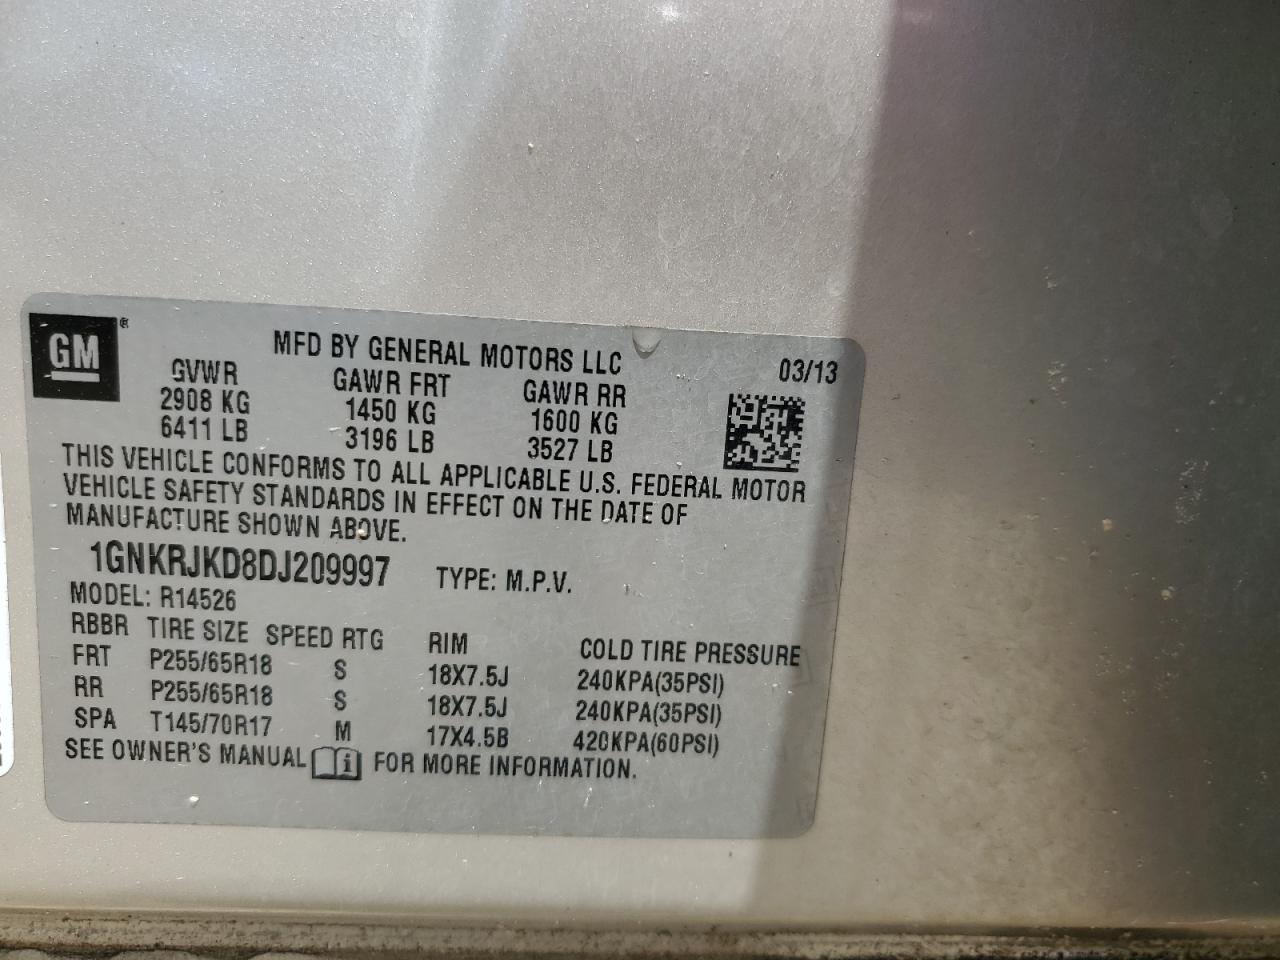 GM®
MFD BY GENERAL MOTORS LLC 03/13
GVWR GAWR FRT GAWR RR
2908 KG 1450 KG 1600 KG
6411 LB 3196 LB 3527 LB
THIS VEHICLE CONFORMS TO ALL APPLICABLE U.S. FEDERAL MOTOR
VEHICLE SAFETY STANDARDS IN EFFECT ON THE DATE OF
MANUFACTURE SHOWN ABOVE.
1GNKRJKD8DJ209997 TYPE: M.P.V.
MODEL: R14526
RBBR TIRE SIZE SPEED RTG RIM COLD TIRE PRESSURE
FRT P255/65R18 S 18X7.5J 240KPA(35PSI)
RR P255/65R18 S 18X7.5J 240KPA(35PSI)
SPA T145/70R17 M 17X4.5B 420KPA(60PSI)
SEE OWNER'S MANUAL i FOR MORE INFORMATION.